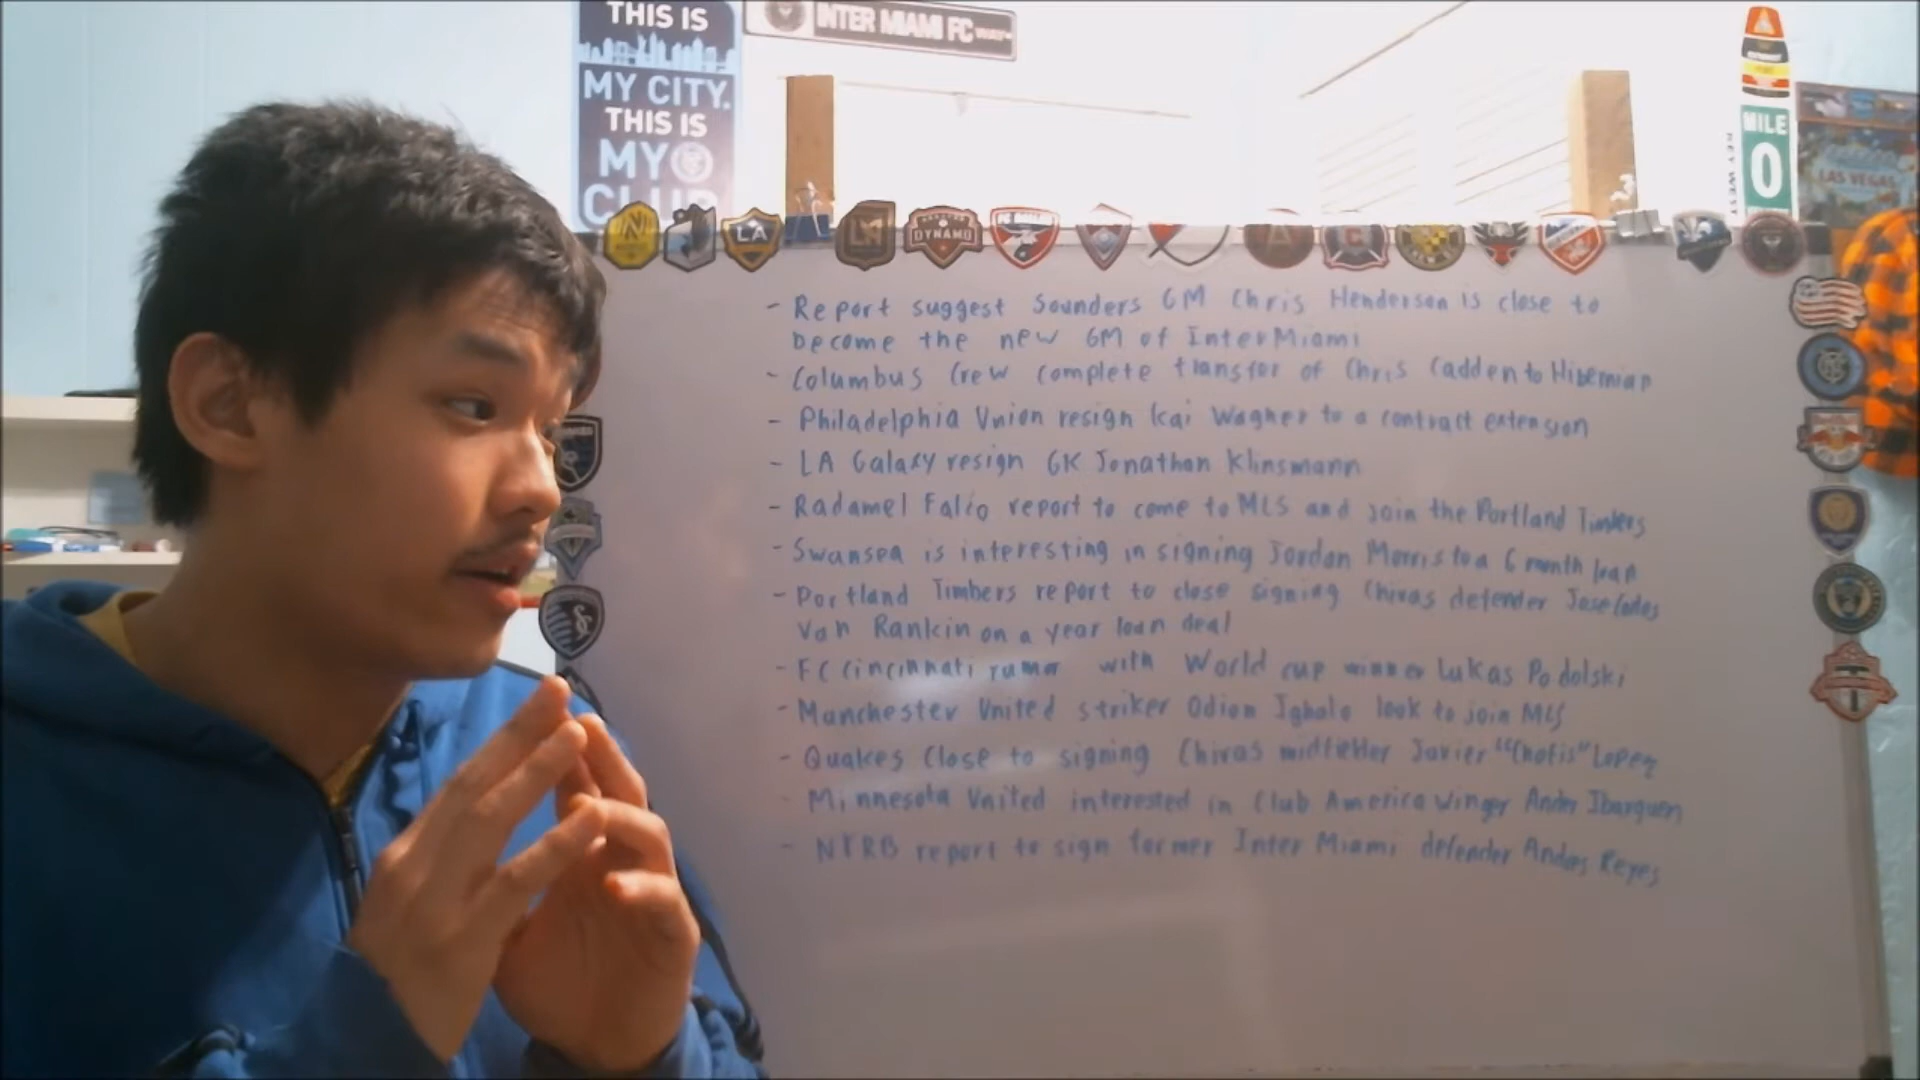 THIS IS
MY CITY.
THIS IS
MY
CLUB
INTER MIAMI FC WAY
MILE
0
KEY WEST
LAS VEGAS
N
LA
DYNAMO
FC DALLAS
- Report suggest Sounders GM Chris Henderson is close to
become the new GM of Inter Miami
- Columbus Crew complete transfer of Chris Cadden to Hibernian
- Philadelphia Union resign Kai Wagner to a contract extension
- LA Galaxy resign GK Jonathan Klinsmann
- Radamel Falco report to come to MLS and join the Portland Timbers
- Swansea is interesting in signing Jordan Morris to a 6 month loan
- Portland Timbers report to close signing Chivas defender Jose Carlos
Van Rankin on a year loan deal
- FC Cincinnati rumor with World cup winner Lukas Podolski
- Manchester United striker Odion Ighalo look to join MLS
- Quakes Close to signing Chivas midfielder Javier "Chofis" Lopez
- Minnesota United interested in Club America winger Ander Ibarguen
- NYRB report to sign former Inter Miami defender Andres Reyes